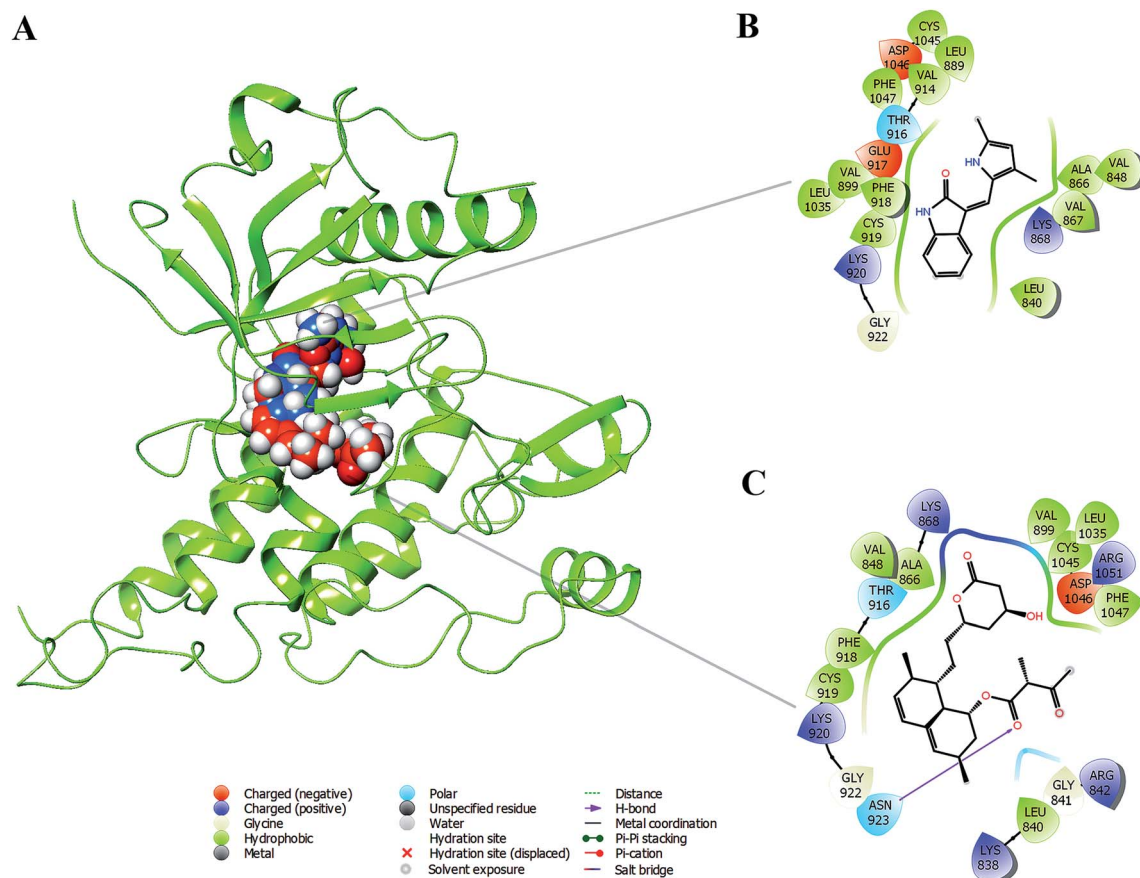 A
B
CYS
1045
ASP
1046
LEU
889
PHE
1047
VAL
914
THR
916
GLU
917
VAL
899
LEU
1035
PHE
918
CYS
919
LYS
920
GLY
922
O
HN
HN
ALA
866
VAL
848
LYS
868
VAL
867
LEU
840
C
LYS
868
VAL
848
ALA
866
THR
916
PHE
918
CYS
919
LYS
920
GLY
922
ASN
923
VAL
899
LEU
1035
CYS
1045
ARG
1051
ASP
1046
PHE
1047
O
O
OH
O
O
O
GLY
841
ARG
842
LEU
840
LYS
838
Charged (negative)
Charged (positive)
Glycine
Hydrophobic
Metal
Polar
Unspecified residue
Water
Hydration site
Hydration site (displaced)
Solvent exposure
Distance
H-bond
Metal coordination
Pi-Pi stacking
Pi-cation
Salt bridge